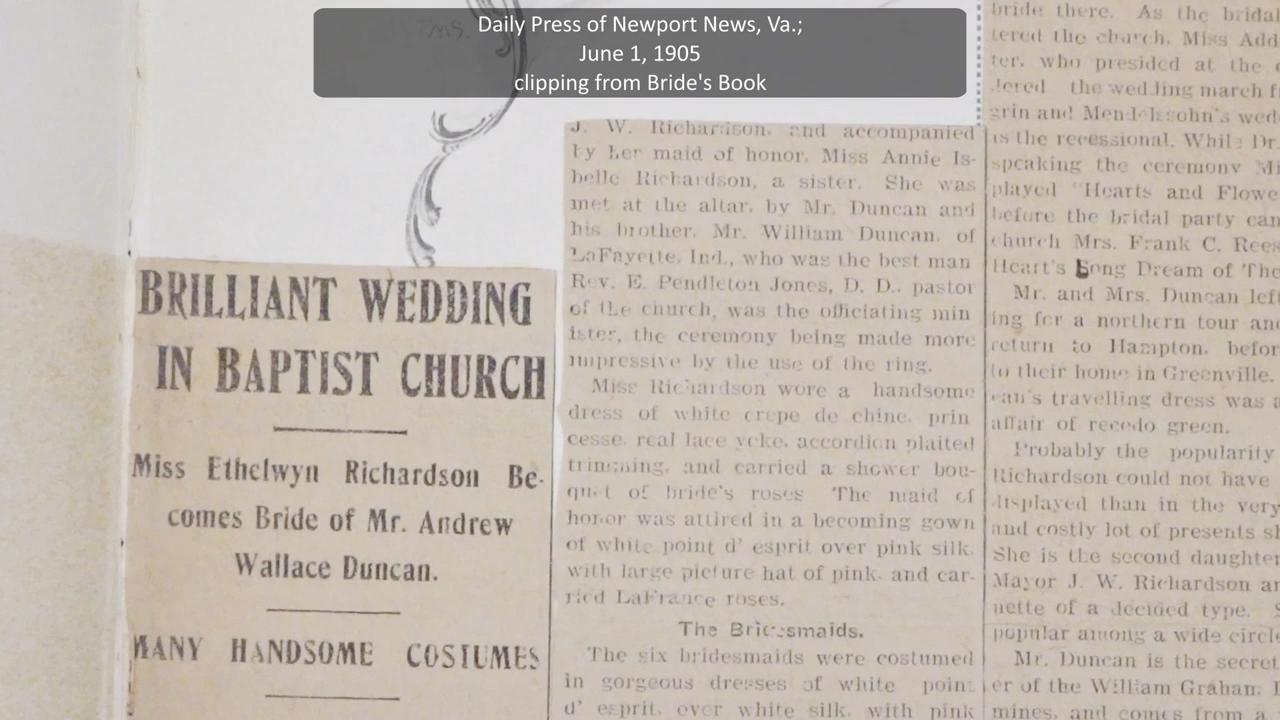 Daily Press of Newport News, Va.;
June 1, 1905
clipping from Bride's Book
BRILLIANT WEDDING
IN BAPTIST CHURCH
Miss Ethelwyn Richardson Be-
comes Bride of Mr. Andrew
Wallace Duncan.
MANY HANDSOME COSTUMES
J. W. Richardson, and accompanied
by her maid of honor, Miss Annie Is-
belle Richardson, a sister. She was
met at the altar, by Mr. Duncan and
his brother, Mr. William Duncan, of
LaFayette, Ind., who was the best man
Rev. E. Pendleton Jones, D. D., pastor
of the church, was the officiating min
ister, the ceremony being made more
impressive by the use of the ring.
Miss Richardson wore a handsome
dress of white crepe de chine, prin
cesse, real lace yoke, accordion plaited
trimming, and carried a shower bou-
quet of bride's roses The maid of
honor was attired in a becoming gown
of white point d' esprit over pink silk,
with large picture hat of pink, and car-
ried LaFrance roses.
The Bridesmaids.
The six bridesmaids were costumed
in gorgeous dresses of white point
d' esprit, over white silk, with pink
bride there. As the bridal
tered the church, Miss Add
ter, who presided at the
dered the wedding march f
grin and Mendelssohn's wed
as the recessional. While Dr.
speaking the ceremony Mi
played "Hearts and Flowe
before the bridal party can
church Mrs. Frank C. Rees
Heart's Song Dream of The
Mr. and Mrs. Duncan left
ing for a northern tour and
return to Hampton, befor
to their home in Greenville.
can's travelling dress was a
affair of recedo green.
Probably the popularity
Richardson could not have
displayed than in the very
and costly lot of presents sh
She is the second daughter
Mayor J. W. Richardson an
nette of a decided type. S
popular among a wide circle
Mr. Duncan is the secret
er of the William Graham
mines, and comes from a